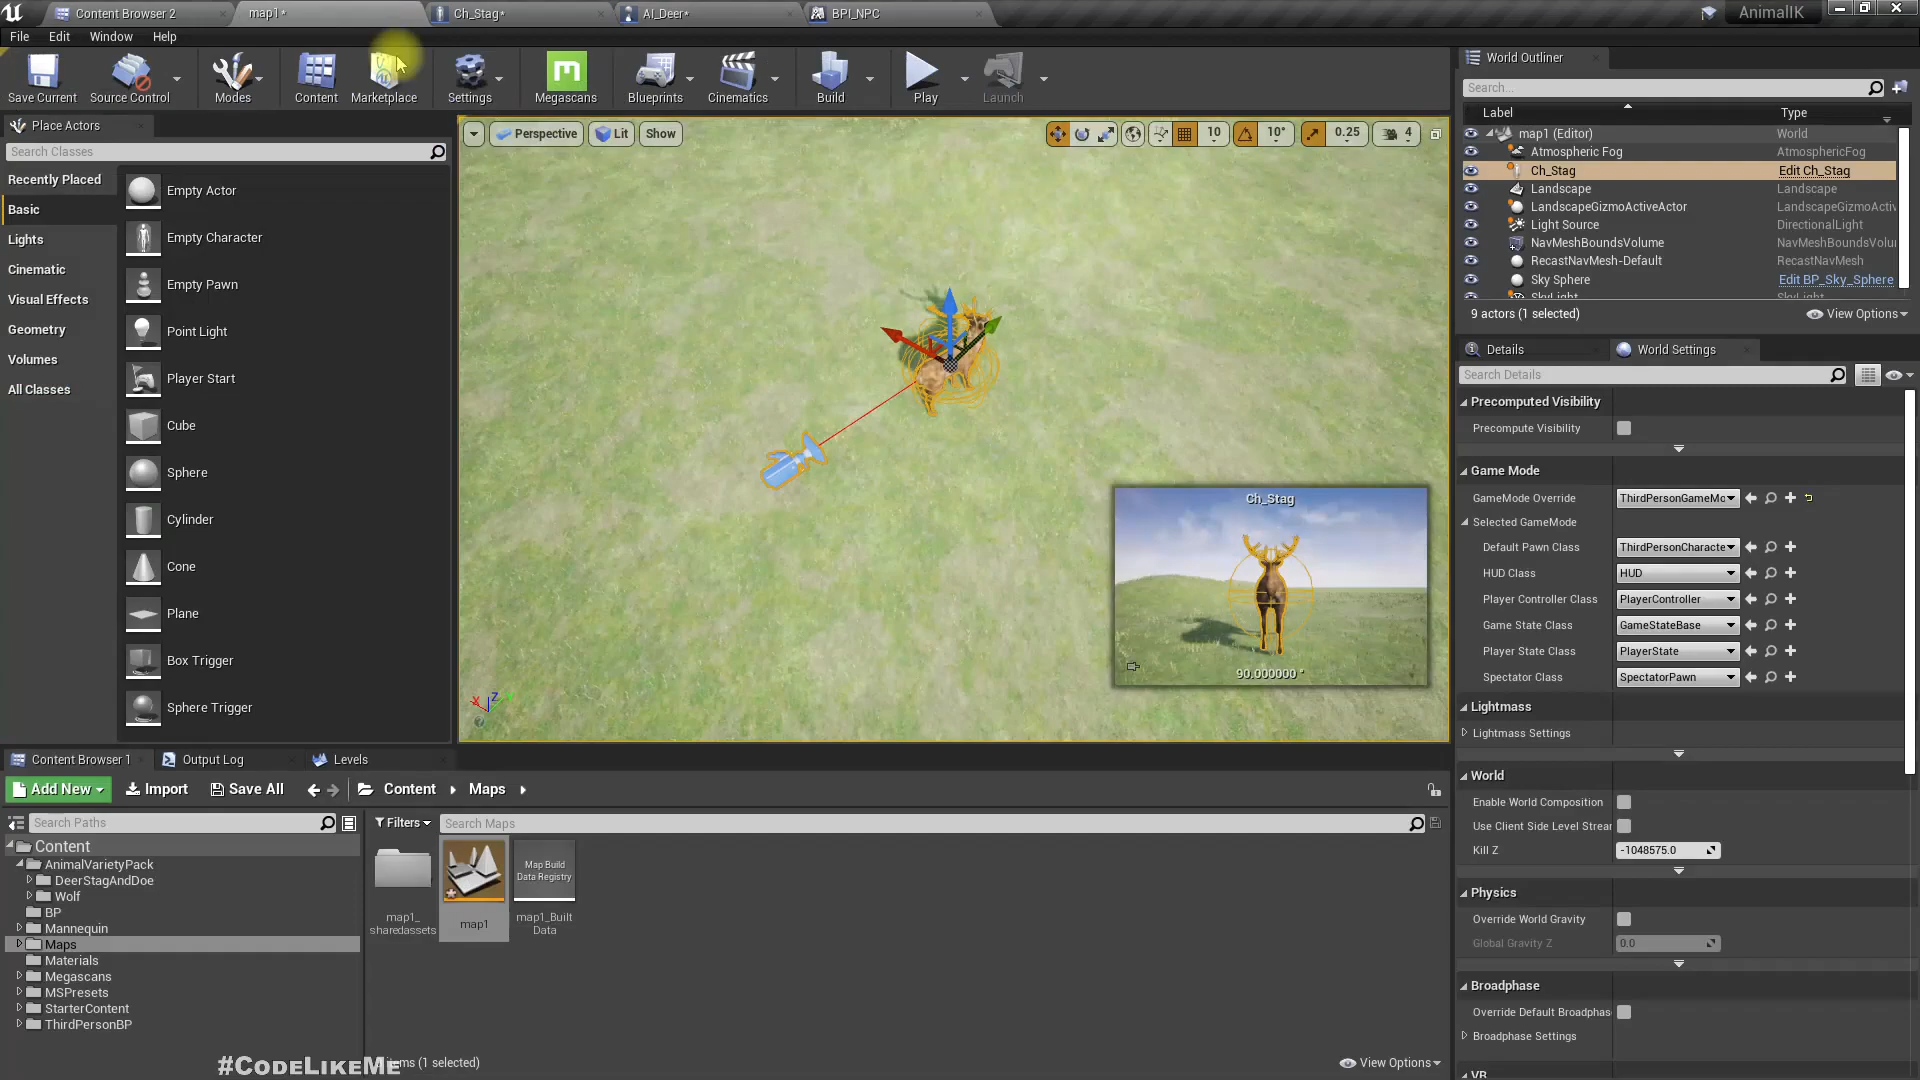 Content Browser 2
map1*
Ch_Stag*
AI_Deer*
BPI_NPC
AnimalIK
File Edit Window Help
Save Current
Source Control
Modes
Content
Marketplace
Settings
Megascans
Blueprints
Cinematics
Build
Play
Launch
Place Actors
Search Classes
Recently Placed
Basic
Lights
Cinematic
Visual Effects
Geometry
Volumes
All Classes
Empty Actor
Empty Character
Empty Pawn
Point Light
Player Start
Cube
Sphere
Cylinder
Cone
Plane
Box Trigger
Sphere Trigger
Perspective Lit Show
10 10° 0.25 4
Ch_Stag
90.000000 °
X Z Y
World Outliner
Search...
Label Type
map1 (Editor) World
Atmospheric Fog AtmosphericFog
Ch_Stag Edit Ch_Stag
Landscape Landscape
LandscapeGizmoActiveActor LandscapeGizmoActiv
Light Source DirectionalLight
NavMeshBoundsVolume NavMeshBoundsVolu
RecastNavMesh-Default RecastNavMesh
Sky Sphere Edit BP_Sky_Sphere
SkyLight SkyLight
9 actors (1 selected) View Options
Details World Settings
Search Details
Precomputed Visibility
Precompute Visibility
Game Mode
GameMode Override ThirdPersonGameMo
Selected GameMode
Default Pawn Class ThirdPersonCharacte
HUD Class HUD
Player Controller Class PlayerController
Game State Class GameStateBase
Player State Class PlayerState
Spectator Class SpectatorPawn
Lightmass
Lightmass Settings
World
Enable World Composition
Use Client Side Level Strear
Kill Z -1048575.0
Physics
Override World Gravity
Global Gravity Z 0.0
Broadphase
Override Default Broadphas
Broadphase Settings
VR
Content Browser 1 Output Log Levels
Add New Import Save All Content Maps
Search Paths
Filters Search Maps
Content
AnimalVarietyPack
DeerStagAndDoe
Wolf
BP
Mannequin
Maps
Materials
Megascans
MSPresets
StarterContent
ThirdPersonBP
map1_
sharedassets
map1
Map Build
Data Registry
map1_Built
Data
#CodeLikeMe
ems (1 selected)
View Options